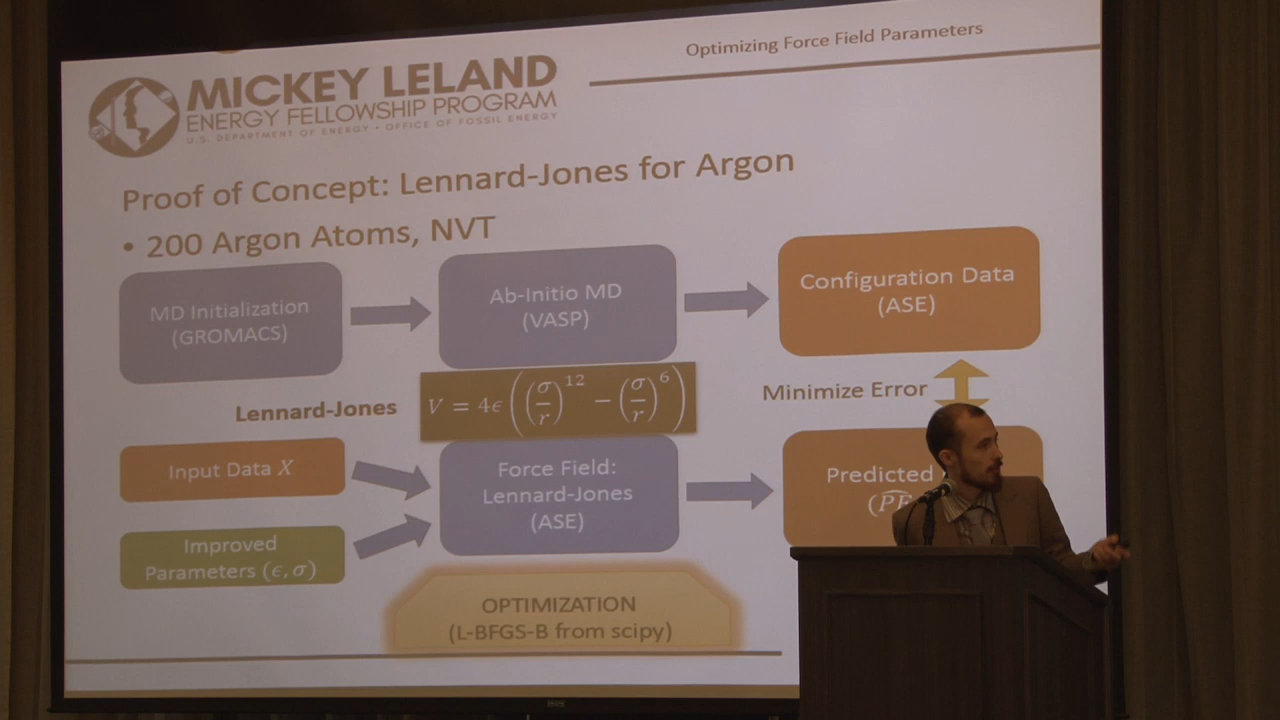 Optimizing Force Field Parameters
MICKEY LELAND
ENERGY FELLOWSHIP PROGRAM
U.S. DEPARTMENT OF ENERGY • OFFICE OF FOSSIL ENERGY
Proof of Concept: Lennard-Jones for Argon
• 200 Argon Atoms, NVT
MD Initialization
(GROMACS)
Ab-Initio MD
(VASP)
Configuration Data
(ASE)
Lennard-Jones
V = 4ϵ((σ/r)^12 − (σ/r)^6)
Minimize Error
Input Data X
Improved
Parameters (ϵ, σ)
Force Field:
Lennard-Jones
(ASE)
Predicted
OPTIMIZATION
(L-BFGS-B from scipy)